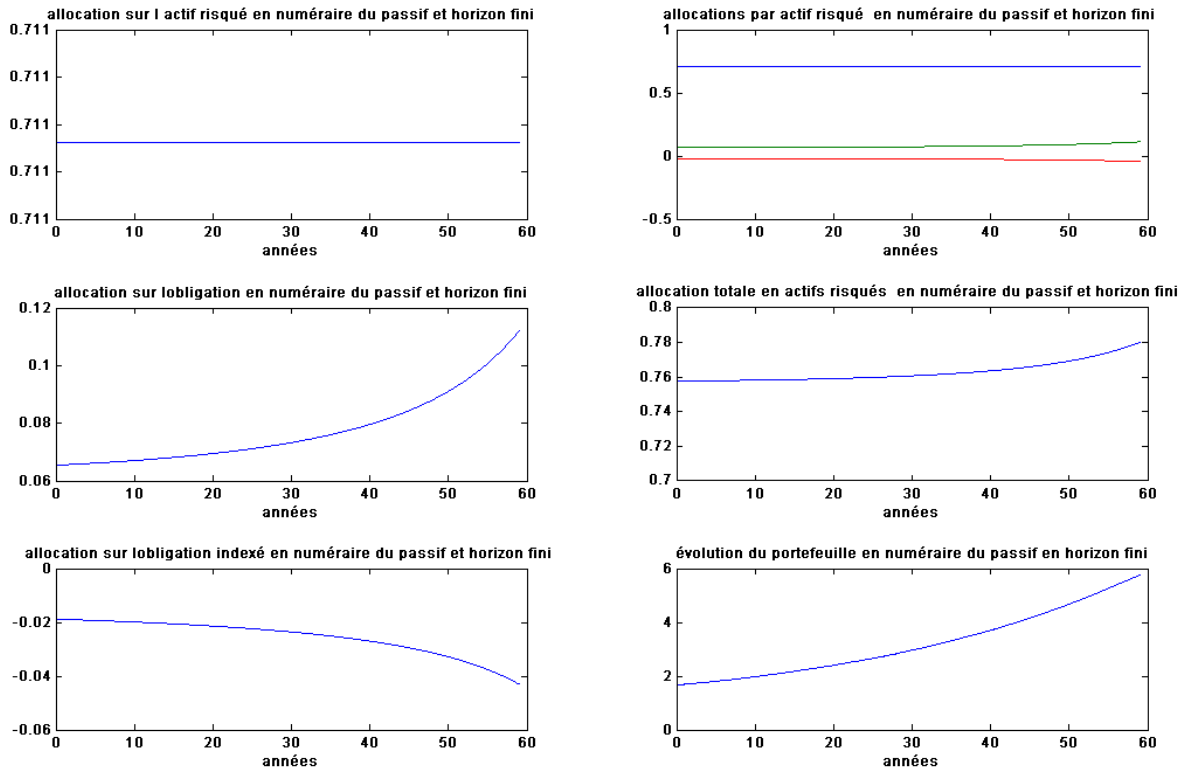 allocation sur l actif risqué en numéraire du passif et horizon fini
0.711
0.711
0.711
0.711
0.711
0 10 20 30 40 50 60
années
allocations par actif risqué en numéraire du passif et horizon fini
1
0.5
0
-0.5
0 10 20 30 40 50 60
années
allocation sur lobligation en numéraire du passif et horizon fini
0.12
0.1
0.08
0.06
0 10 20 30 40 50 60
années
allocation totale en actifs risqués en numéraire du passif et horizon fini
0.8
0.78
0.76
0.74
0.72
0.7
0 10 20 30 40 50 60
années
allocation sur lobligation indexé en numéraire du passif et horizon fini
0
-0.02
-0.04
-0.06
0 10 20 30 40 50 60
années
évolution du portefeuille en numéraire du passif en horizon fini
6
4
2
0
0 10 20 30 40 50 60
années